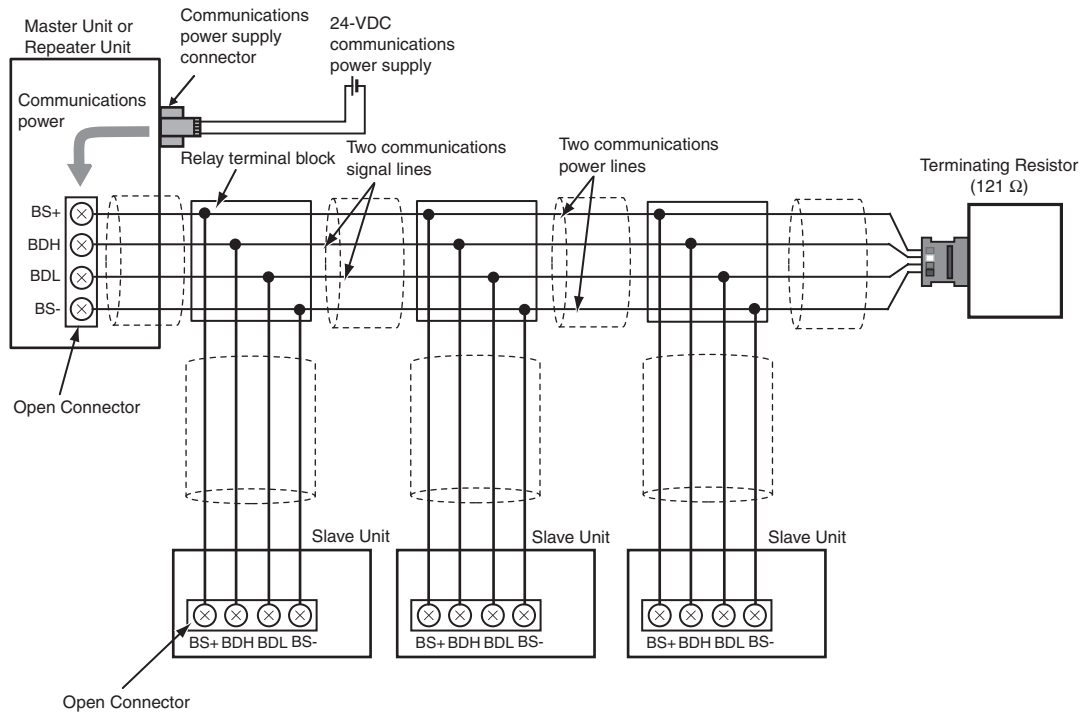 Master Unit or
Repeater Unit
Communications
power supply
connector
24-VDC
communications
power supply
Communications
power
Relay terminal block
Two communications
signal lines
Two communications
power lines
Terminating Resistor
(121 Ω)
BS+
BDH
BDL
BS-
Open Connector
Slave Unit
Slave Unit
Slave Unit
BS+ BDH BDL BS-
BS+ BDH BDL BS-
BS+ BDH BDL BS-
Open Connector